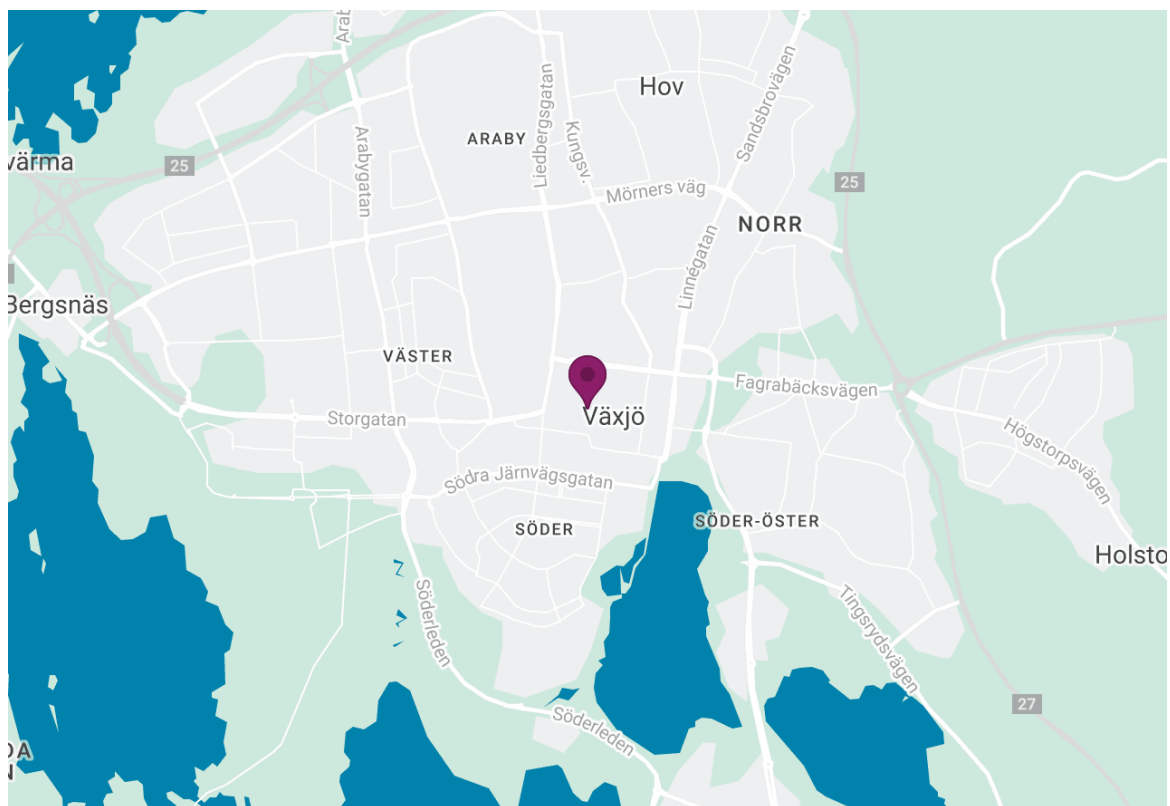 Arab
Hov
Sandsbrovägen
ARABY
Liedbergsgatan
Kungsv.
Arabygatan
värma
25
25
Mörners väg
NORR
Linnégatan
Bergsnäs
VÄSTER
Fagrabäcksvägen
Storgatan
Växjö
Högstorpsvägen
Södra Järnvägsgatan
SÖDER
SÖDER-ÖSTER
Holsto
Söderleden
Tingsrydsvägen
27
Söderleden
DA
N